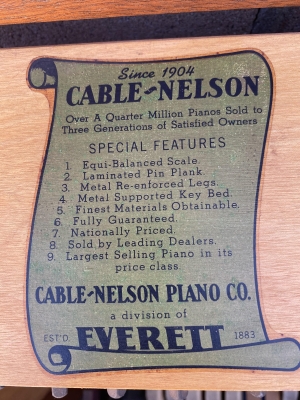 Since 1904
CABLE-NELSON
Over A Quarter Million Pianos Sold to
Three Generations of Satisfied Owners
SPECIAL FEATURES
1. Equi-Balanced Scale.
2. Laminated Pin Plank.
3. Metal Re-enforced Legs.
4. Metal Supported Key Bed.
5. Finest Materials Obtainable.
6. Fully Guaranteed.
7. Nationally Priced.
8. Sold by Leading Dealers.
9. Largest Selling Piano in its
price class.
CABLE-NELSON PIANO CO.
a division of
EST'D EVERETT 1883